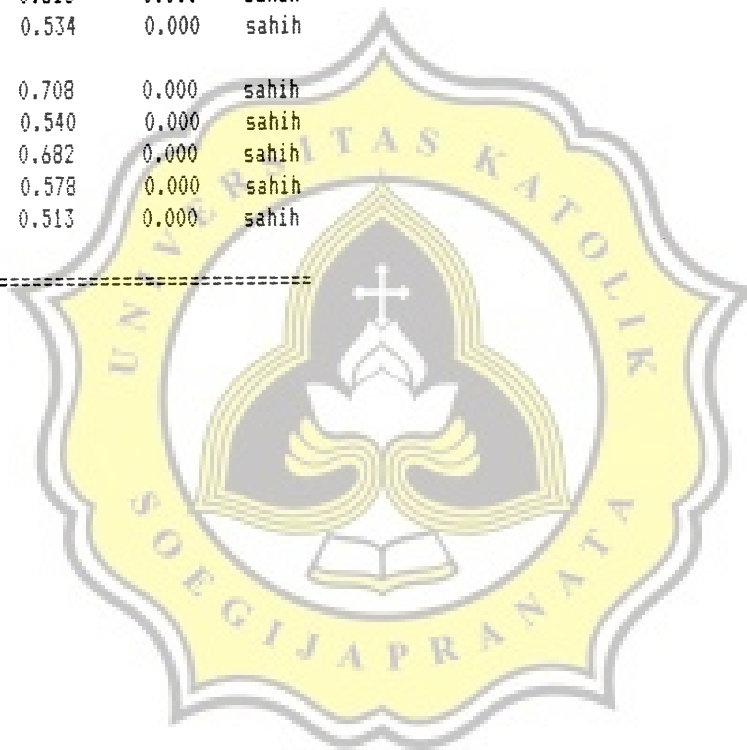 0.534 0.000 sahih
0.708 0.000 sahih
0.540 0.000 sahih
0.682 0.000 sahih
0.578 0.000 sahih
0.513 0.000 sahih
UNIVERSITAS KATOLIK
SOEGIJAPRANATA